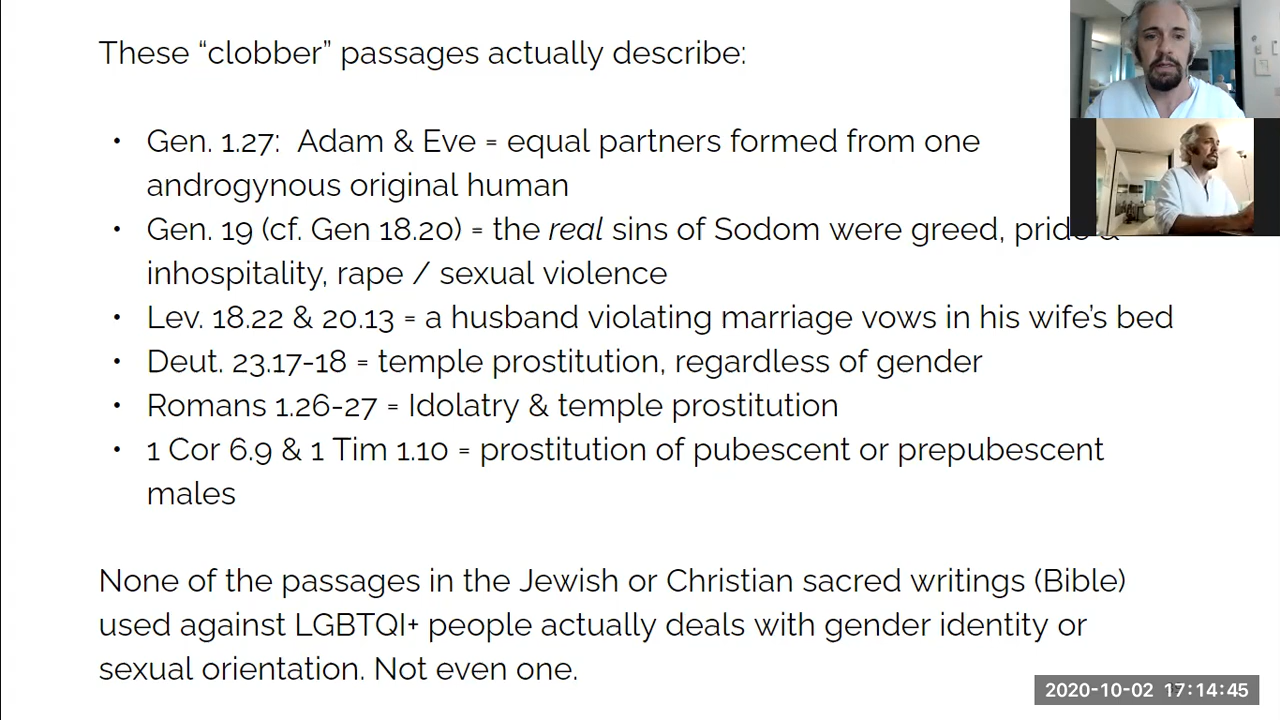 These “clobber” passages actually describe:
• Gen. 1.27: Adam & Eve = equal partners formed from one
androgynous original human
• Gen. 19 (cf. Gen 18.20) = the real sins of Sodom were greed, pride &
inhospitality, rape / sexual violence
• Lev. 18.22 & 20.13 = a husband violating marriage vows in his wife’s bed
• Deut. 23.17-18 = temple prostitution, regardless of gender
• Romans 1.26-27 = Idolatry & temple prostitution
• 1 Cor 6.9 & 1 Tim 1.10 = prostitution of pubescent or prepubescent
males
None of the passages in the Jewish or Christian sacred writings (Bible)
used against LGBTQI+ people actually deals with gender identity or
sexual orientation. Not even one.
2020-10-02 17:14:45